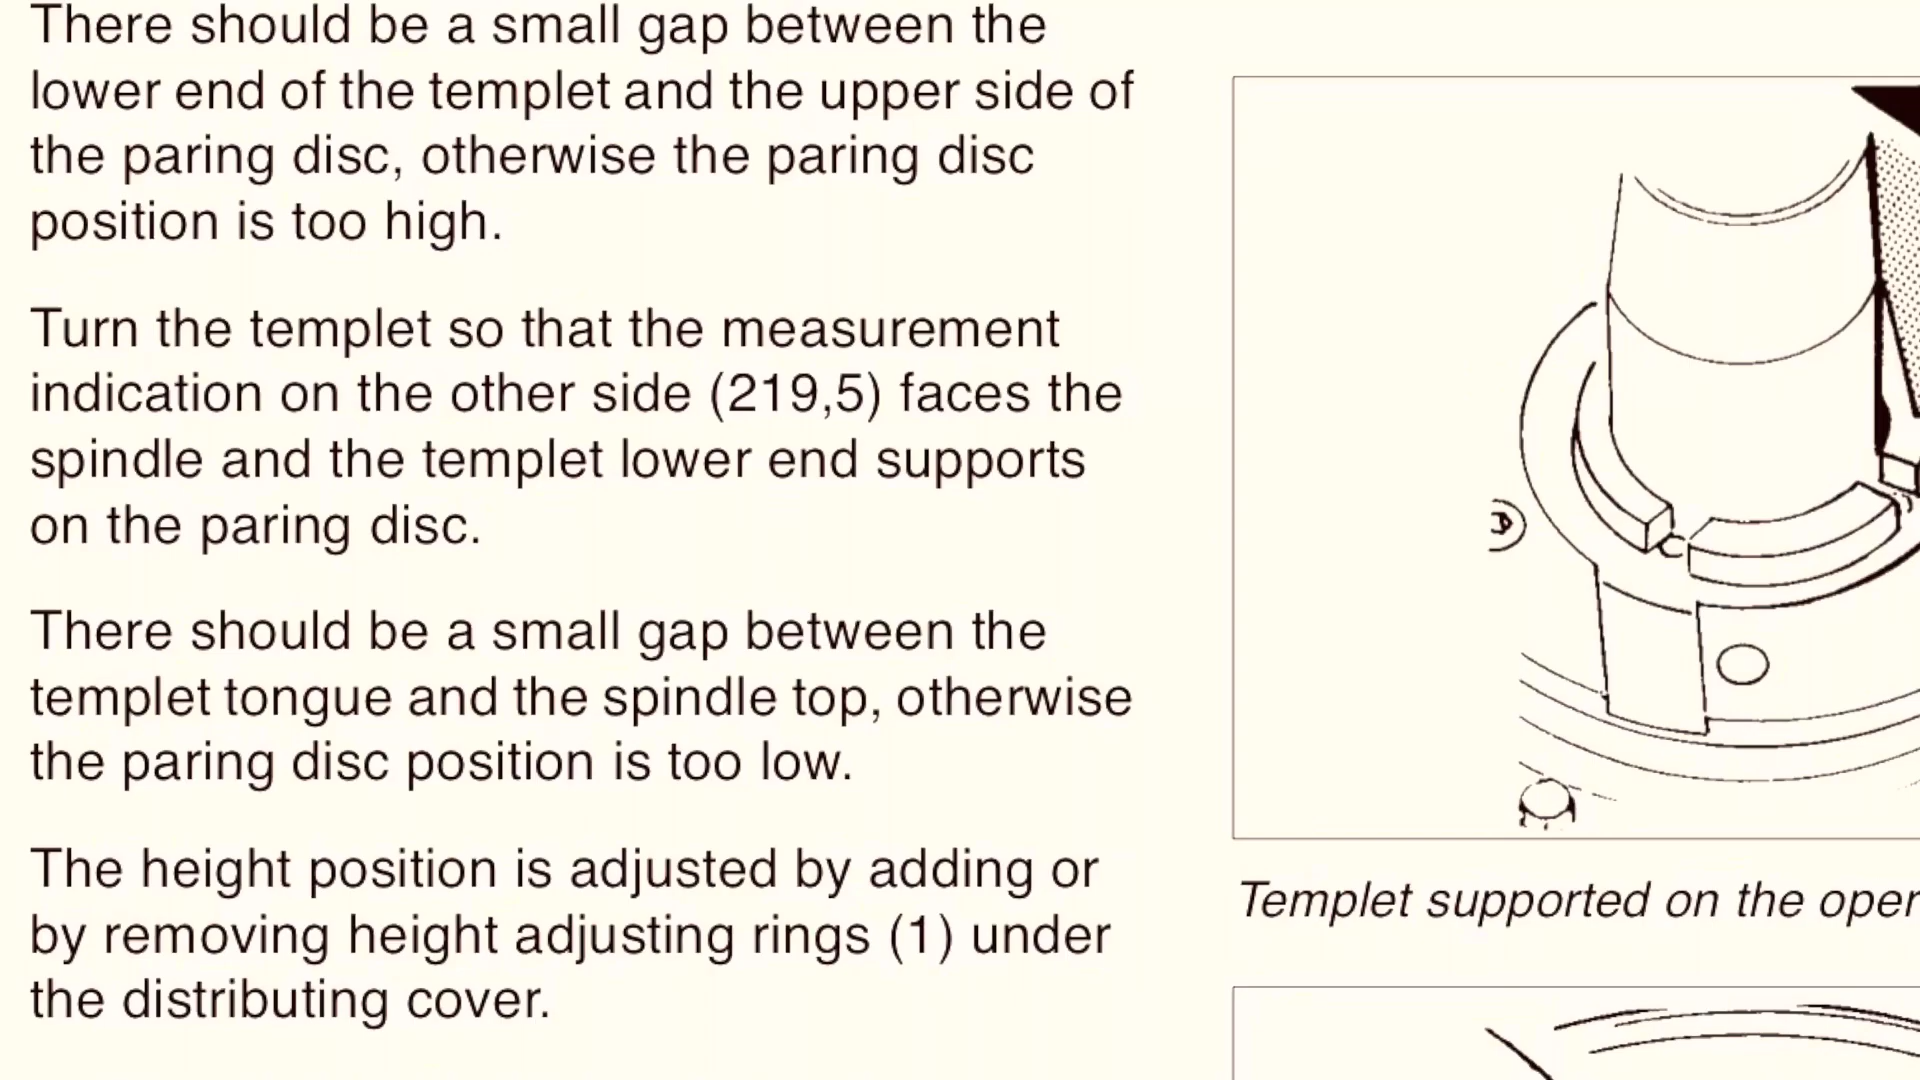 There should be a small gap between the
lower end of the templet and the upper side of
the paring disc, otherwise the paring disc
position is too high.
Turn the templet so that the measurement
indication on the other side (219,5) faces the
spindle and the templet lower end supports
on the paring disc.
There should be a small gap between the
templet tongue and the spindle top, otherwise
the paring disc position is too low.
The height position is adjusted by adding or
by removing height adjusting rings (1) under
the distributing cover.
Templet supported on the oper